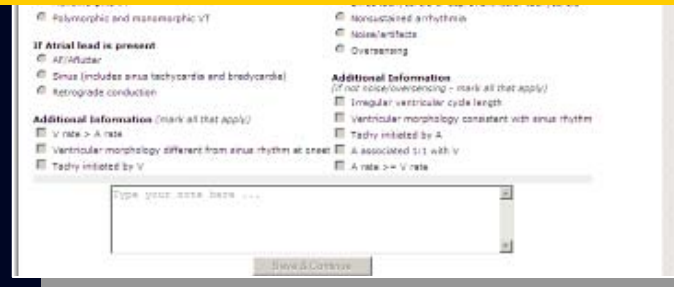 Polymorphic and monomorphic VT
If Atrial lead is present
AF/AFlutter
Sinus (includes sinus tachycardia and bradycardia)
Retrograde conduction
Additional Information (mark all that apply)
V rate > A rate
Ventricular morphology different from sinus rhythm at onset
Tachy initiated by V
Nonsustained arrhythmia
Noise/artifacts
Oversensing
Additional Information
(if not noise/oversensing - mark all that apply)
Irregular ventricular cycle length
Ventricular morphology consistent with sinus rhythm
Tachy initiated by A
A associated 1:1 with V
A rate >= V rate
Type your note here ...
Save & Continue